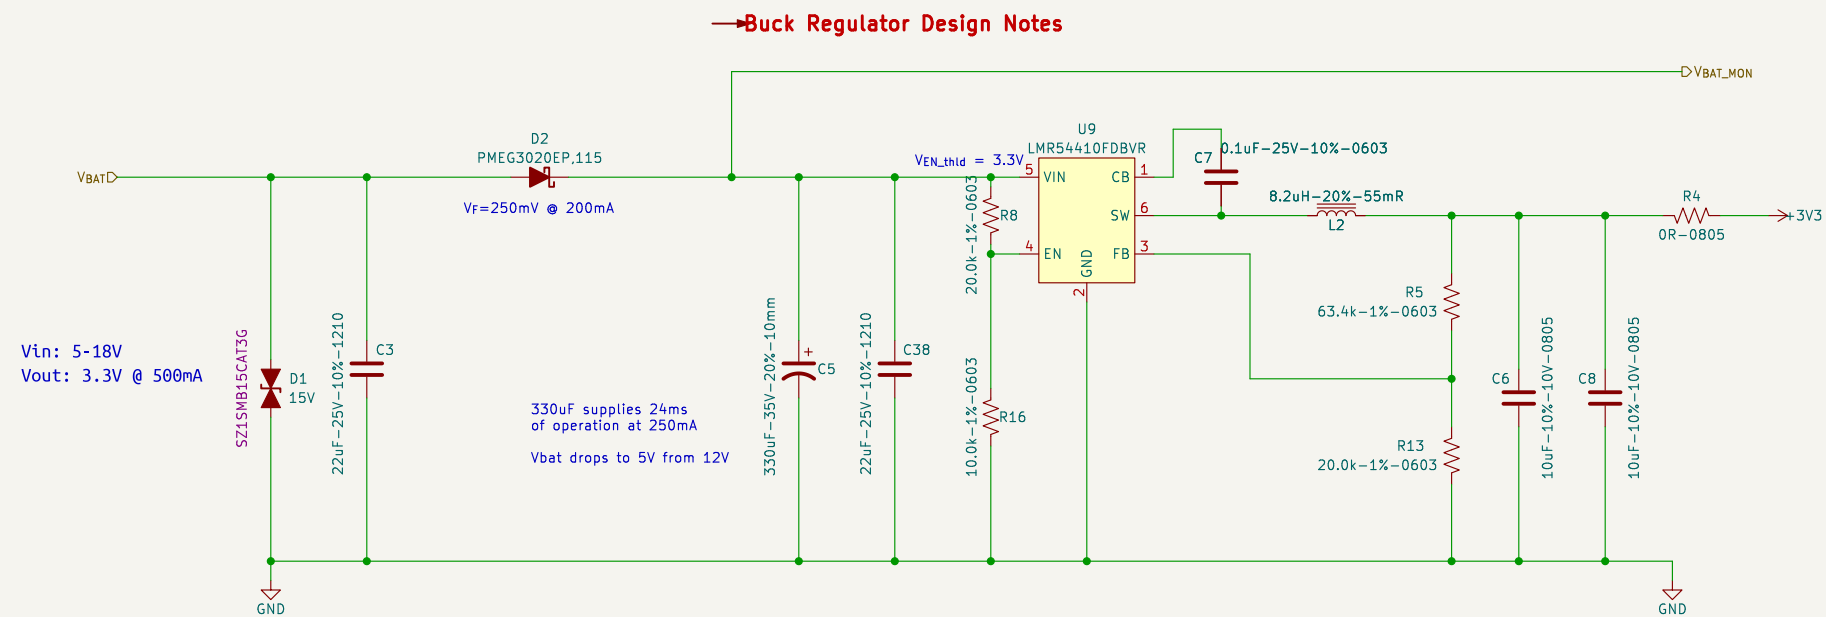 Buck Regulator Design Notes
VBAT_MON
D2
PMEG3020EP,115
VF=250mV @ 200mA
VBAT
VEN_thld = 3.3V
U9
LMR54410FDBVR
5
VIN
CB
1
SW
6
4
EN
FB
3
GND
2
C7
0.1uF-25V-10%-0603
8.2uH-20%-55mR
L2
R4
0R-0805
+3V3
R8
20.0k-1%-0603
R5
63.4k-1%-0603
Vin: 5-18V
Vout: 3.3V @ 500mA
SZ1SMB15CAT3G
D1
15V
C3
22uF-25V-10%-1210
330uF supplies 24ms
of operation at 250mA
Vbat drops to 5V from 12V
+
C5
330uF-35V-20%-10mm
C38
22uF-25V-10%-1210
R16
10.0k-1%-0603
R13
20.0k-1%-0603
C6
10uF-10%-10V-0805
C8
10uF-10%-10V-0805
GND
GND